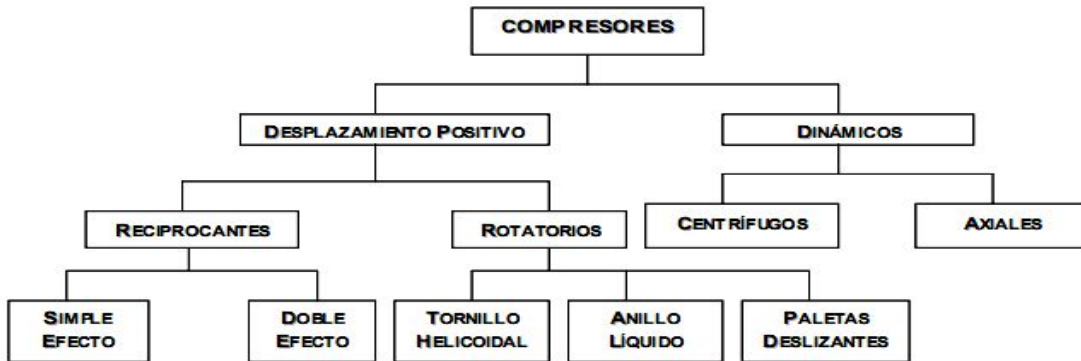 COMPRESORES
DESPLAZAMIENTO POSITIVO
DINÁMICOS
RECIPROCANTES
ROTATORIOS
CENTRÍFUGOS
AXIALES
SIMPLE
EFECTO
DOBLE
EFECTO
TORNILLO
HELICOIDAL
ANILLO
LÍQUIDO
PALETAS
DESLIZANTES